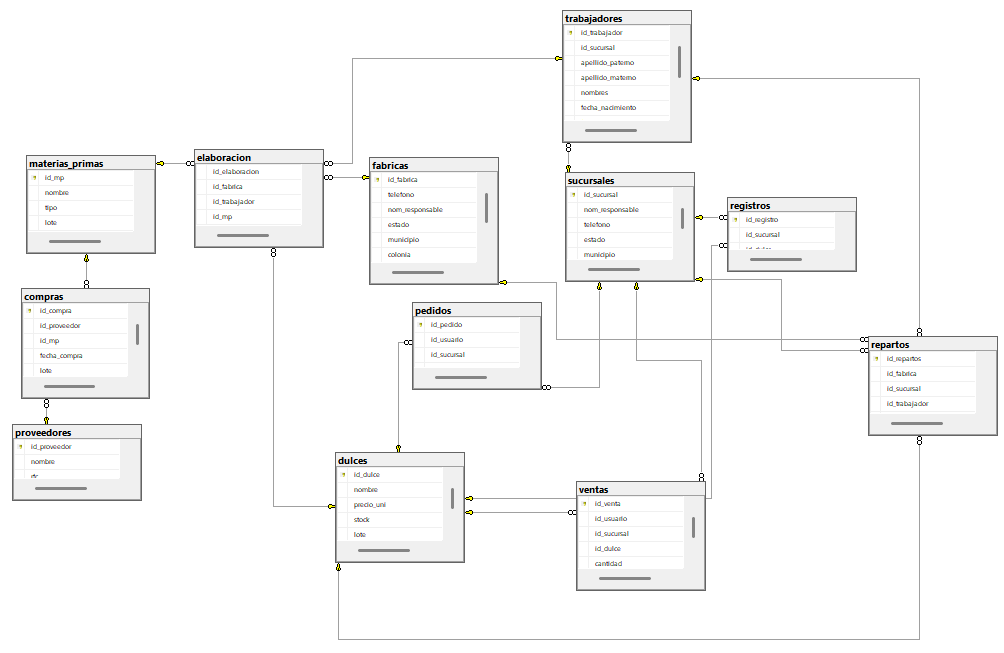 trabajadores
id_trabajador
id_sucursal
apellido_paterno
apellido_materno
nombres
fecha_nacimiento
materias_primas
id_mp
nombre
tipo
lote
elaboracion
id_elaboracion
id_fabrica
id_trabajador
id_mp
fabricas
id_fabrica
telefono
nom_responsable
estado
municipio
colonia
sucursales
id_sucursal
nom_responsable
telefono
estado
municipio
registros
id_registro
id_sucursal
compras
id_compra
id_proveedor
id_mp
fecha_compra
lote
pedidos
id_pedido
id_usuario
id_sucursal
repartos
id_repartos
id_fabrica
id_sucursal
id_trabajador
proveedores
id_proveedor
nombre
dulces
id_dulce
nombre
precio_uni
stock
lote
ventas
id_venta
id_usuario
id_sucursal
id_dulce
cantidad